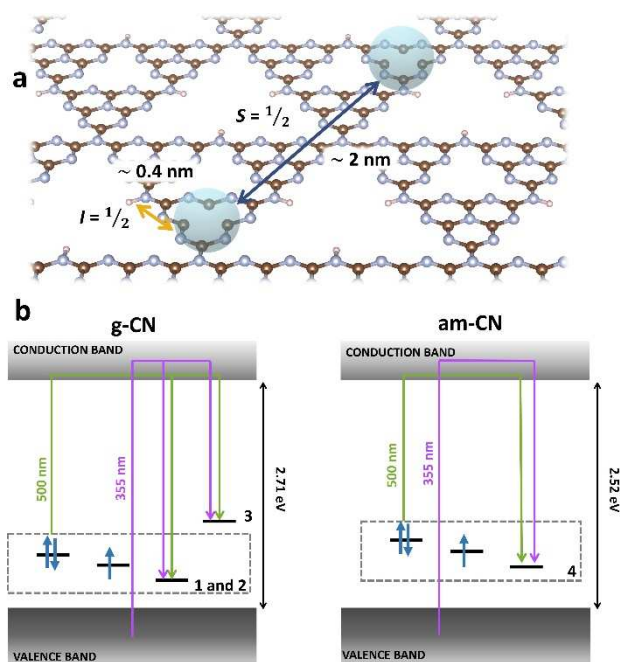 a
S = 1/2
~ 2 nm
~ 0.4 nm
I = 1/2
b
g-CN
am-CN
CONDUCTION BAND
CONDUCTION BAND
500 nm
355 nm
2.71 eV
500 nm
355 nm
2.52 eV
3
1 and 2
4
VALENCE BAND
VALENCE BAND